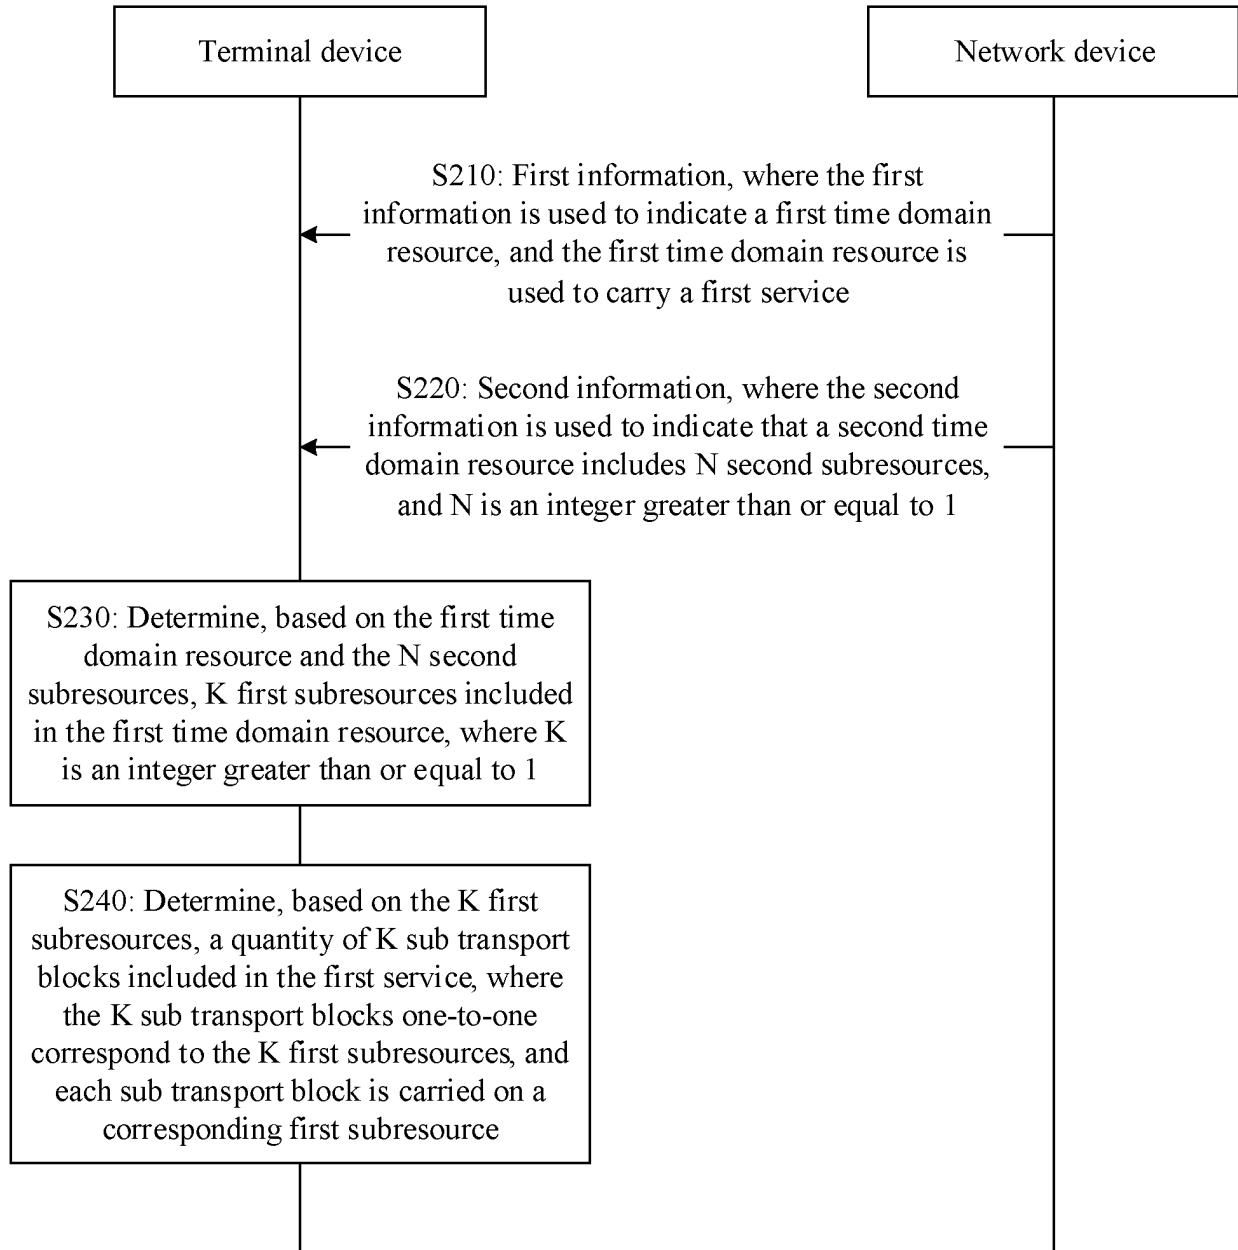 Terminal device
Network device
S210: First information, where the first
information is used to indicate a first time domain
resource, and the first time domain resource is
used to carry a first service
S220: Second information, where the second
information is used to indicate that a second time
domain resource includes N second subresources,
and N is an integer greater than or equal to 1
S230: Determine, based on the first time
domain resource and the N second
subresources, K first subresources included
in the first time domain resource, where K
is an integer greater than or equal to 1
S240: Determine, based on the K first
subresources, a quantity of K sub transport
blocks included in the first service, where
the K sub transport blocks one-to-one
correspond to the K first subresources, and
each sub transport block is carried on a
corresponding first subresource